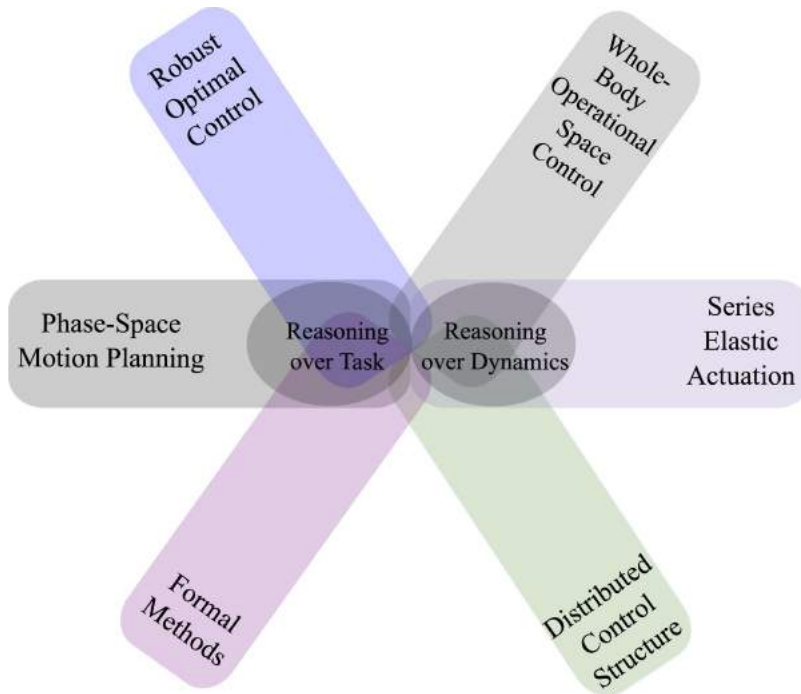 Robust
Optimal
Control
Whole-
Body
Operational
Space
Control
Phase-Space
Motion Planning
Reasoning
over Task
Reasoning
over Dynamics
Series
Elastic
Actuation
Formal
Methods
Distributed
Control
Structure